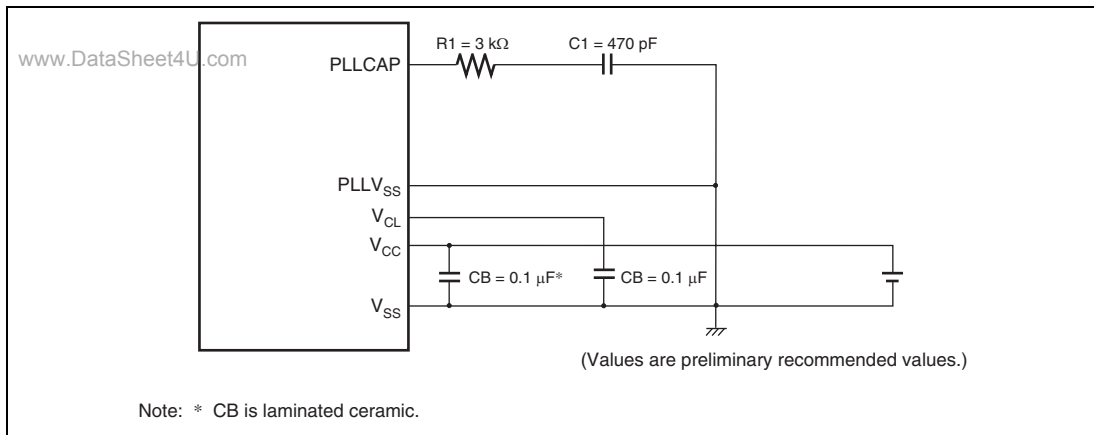 R1 = 3 kΩ C1 = 470 pF
www.DataSheet4U.com
PLLCAP
PLLVSS
VCL
VCC
CB = 0.1 μF* CB = 0.1 μF
VSS
(Values are preliminary recommended values.)
Note: * CB is laminated ceramic.